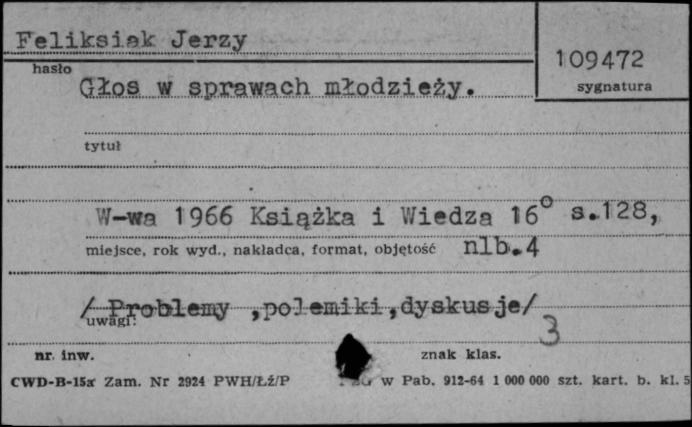 Feliksiak Jerzy
109472
hasło
sygnatura
Głos w sprawach młodzieży.
tytuł
W-wa 1966 Książka i Wiedza 16° s.128,
miejsce, rok wyd., nakładca, format, objętość nlb.4
/ Problemy ,polemiki,dyskusje/
uwagi:
3
nr. inw. znak klas.
CWD-B-15a Zam. Nr 2924 PWH/Łż/P w Pab. 912-64 1 000 000 szt. kart. b. kl. 5